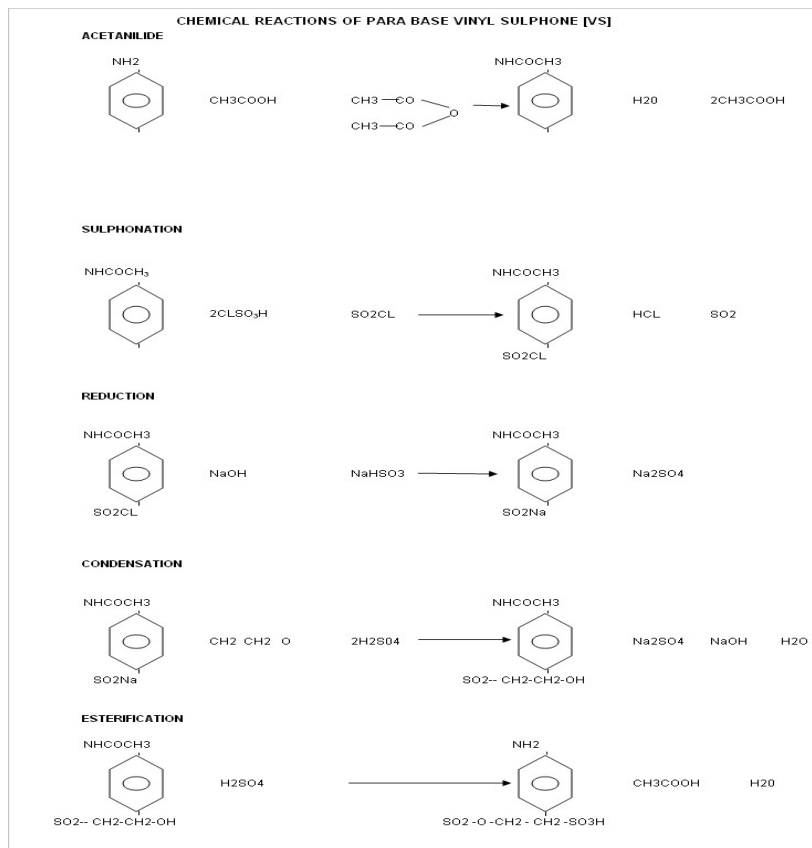 CHEMICAL REACTIONS OF PARA BASE VINYL SULPHONE [VS]
ACETANILIDE
NH2 NHCOCH3
CH3COOH CH3 CO O H20 2CH3COOH
CH3 CO
SULPHONATION
NHCOCH₃ NHCOCH3
2CLSO₃H SO2CL HCL SO2
SO2CL
REDUCTION
NHCOCH3 NHCOCH3
NaOH NaHSO3 Na2SO4
SO2CL SO2Na
CONDENSATION
NHCOCH3 NHCOCH3
CH2 CH2 O 2H2S04 Na2SO4 NaOH H2O
SO2Na SO2-- CH2-CH2-OH
ESTERIFICATION
NHCOCH3 NH2
H2SO4 CH3COOH H20
SO2-- CH2-CH2-OH SO2 -O -CH2 - CH2 -SO3H